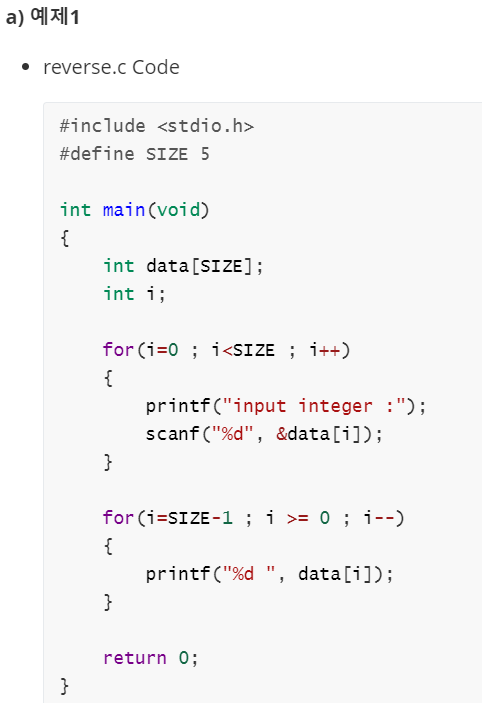 a) 예제1
• reverse.c Code
#include <stdio.h>
#define SIZE 5
int main(void)
{
    int data[SIZE];
    int i;
    for(i=0 ; i<SIZE ; i++)
    {
        printf("input integer :");
        scanf("%d", &data[i]);
    }
    for(i=SIZE-1 ; i >= 0 ; i--)
    {
        printf("%d ", data[i]);
    }
    return 0;
}